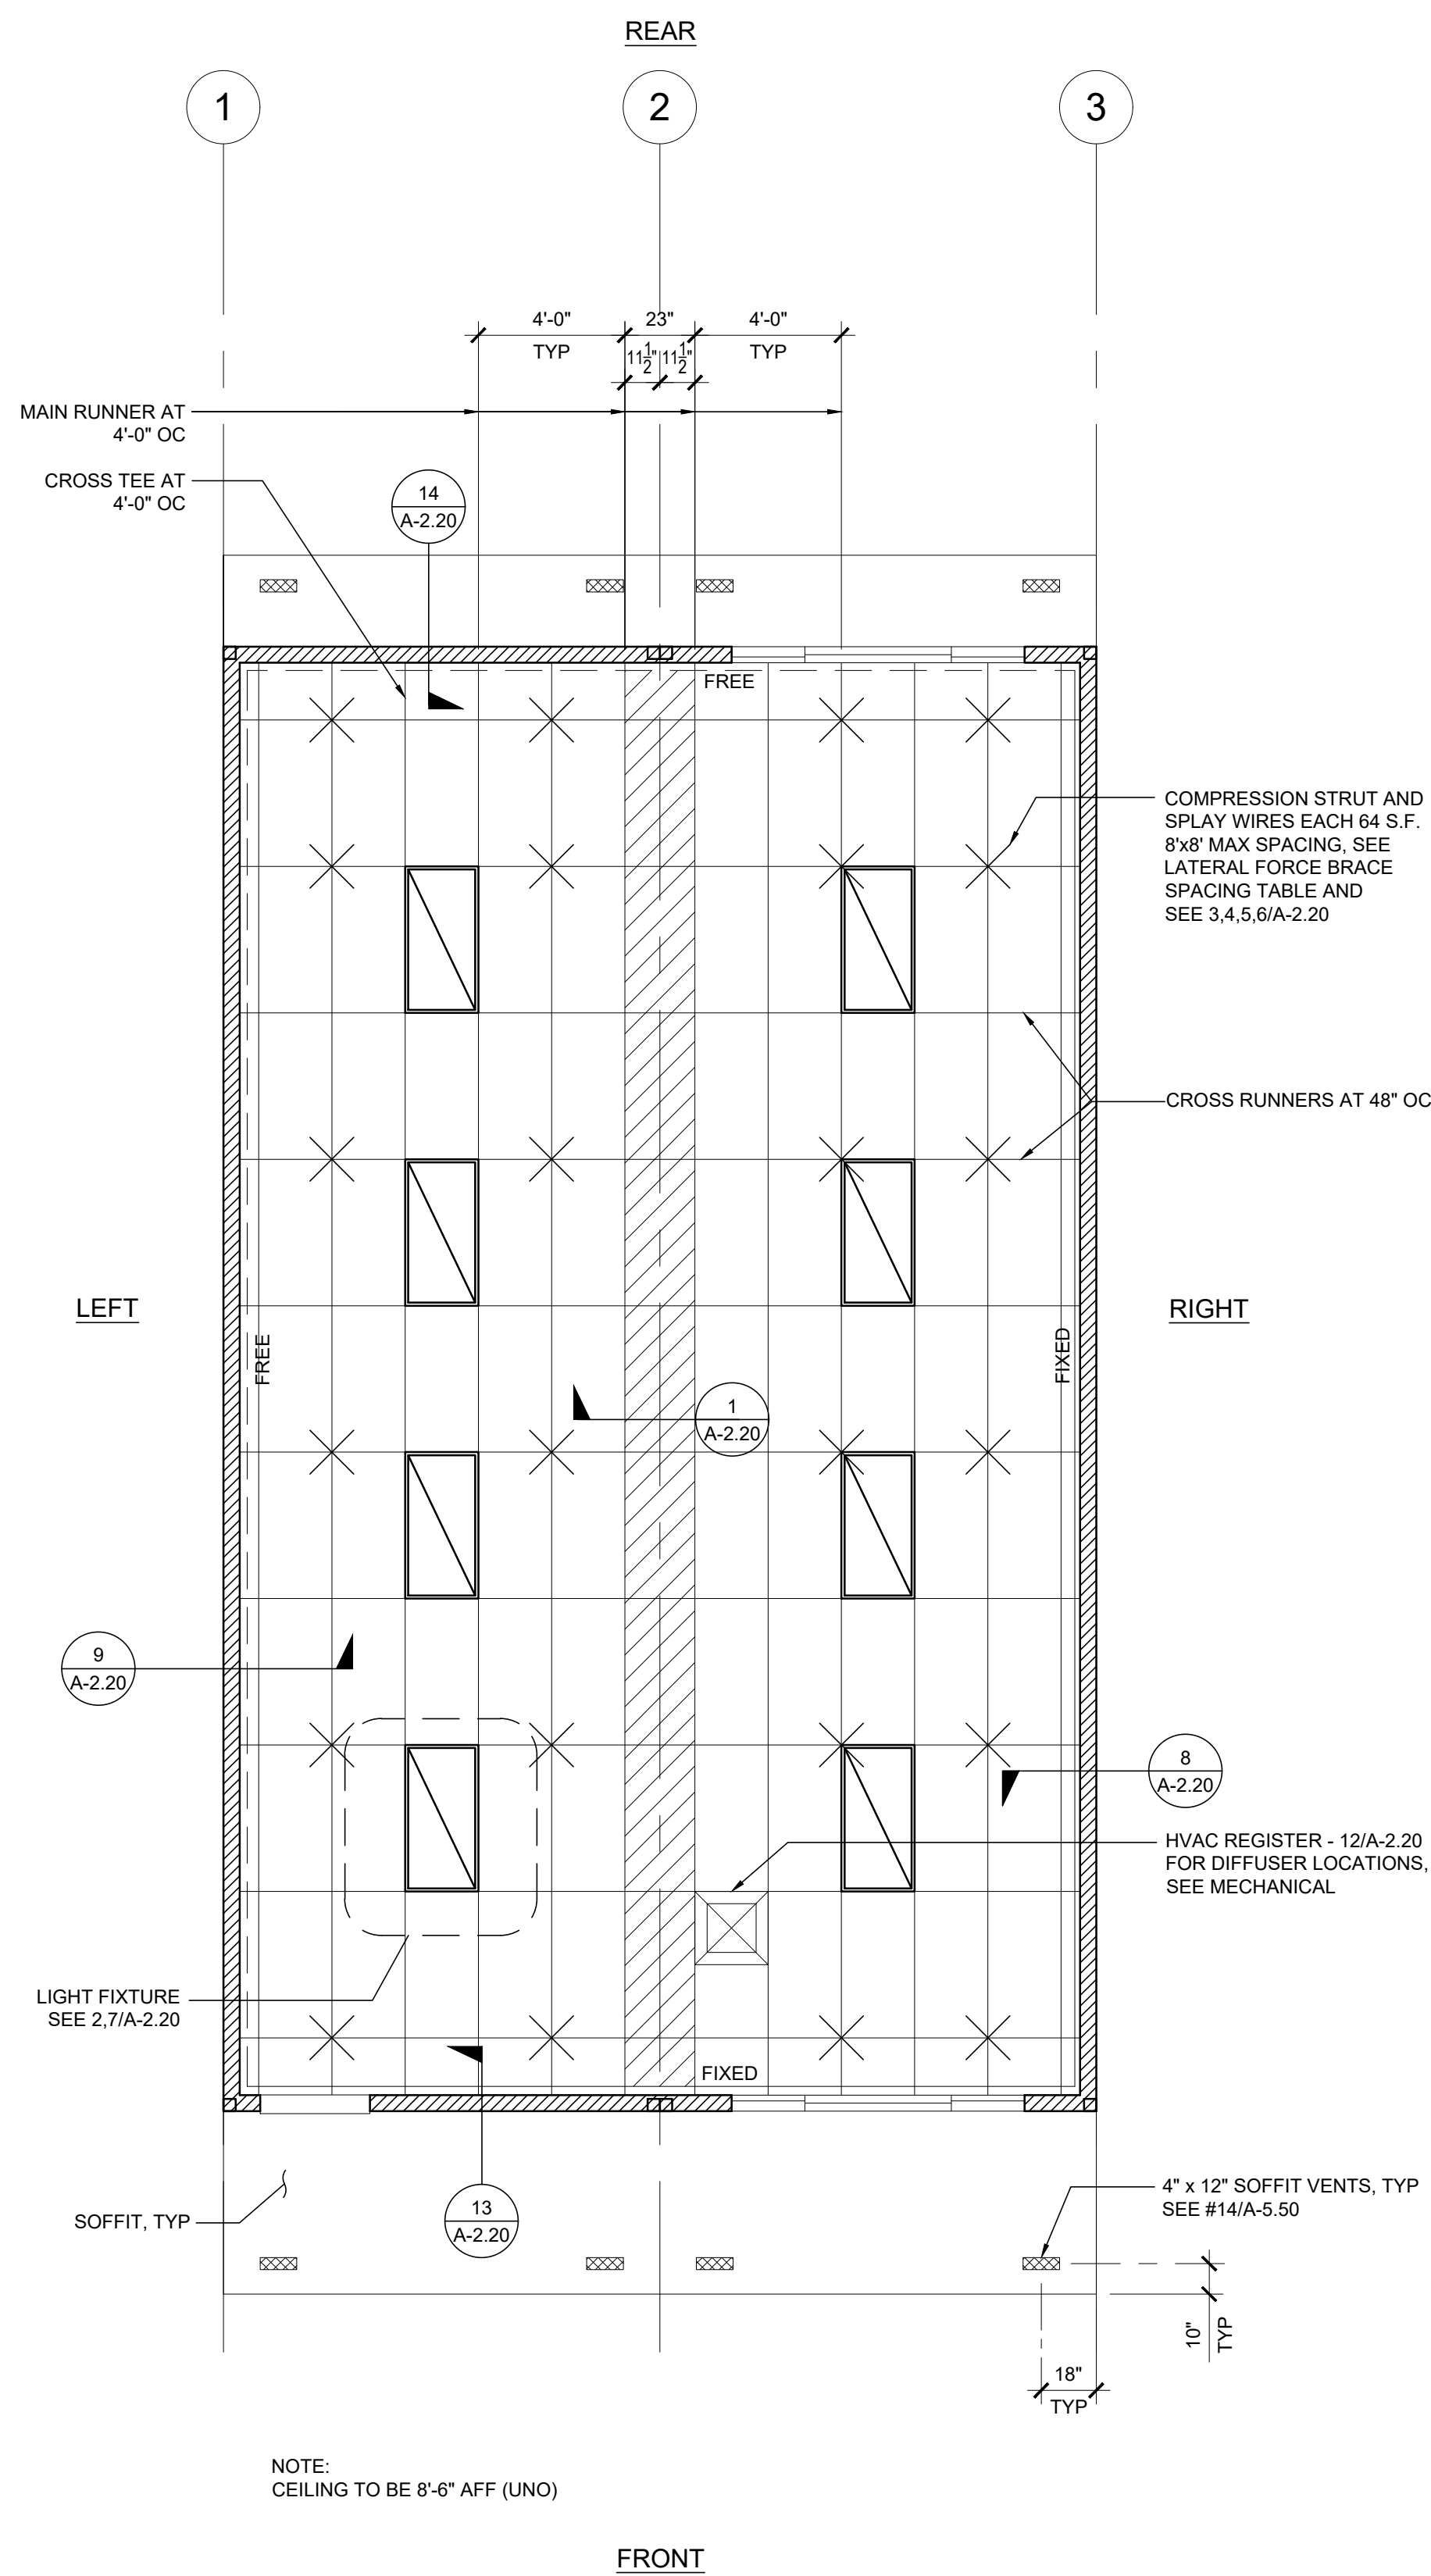 REAR
1
2
3
4'-0"
TYP
23"
4'-0"
TYP
11 1/2"
11 1/2"
MAIN RUNNER AT
4'-0" OC
CROSS TEE AT
4'-0" OC
14
A-2.20
FREE
COMPRESSION STRUT AND
SPLAY WIRES EACH 64 S.F.
8'x8' MAX SPACING, SEE
LATERAL FORCE BRACE
SPACING TABLE AND
SEE 3,4,5,6/A-2.20
CROSS RUNNERS AT 48" OC
LEFT
RIGHT
FREE
FIXED
1
A-2.20
9
A-2.20
8
A-2.20
HVAC REGISTER - 12/A-2.20
FOR DIFFUSER LOCATIONS,
SEE MECHANICAL
LIGHT FIXTURE
SEE 2,7/A-2.20
FIXED
SOFFIT, TYP
13
A-2.20
4" x 12" SOFFIT VENTS, TYP
SEE #14/A-5.50
10"
TYP
18"
TYP
NOTE:
CEILING TO BE 8'-6" AFF (UNO)
FRONT